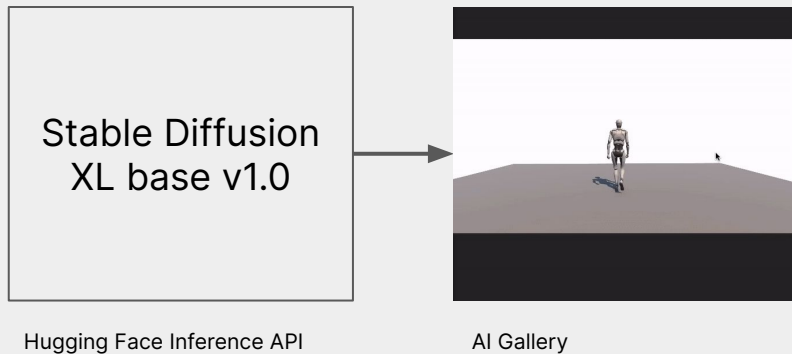 Stable Diffusion
XL base v1.0
Hugging Face Inference API
AI Gallery